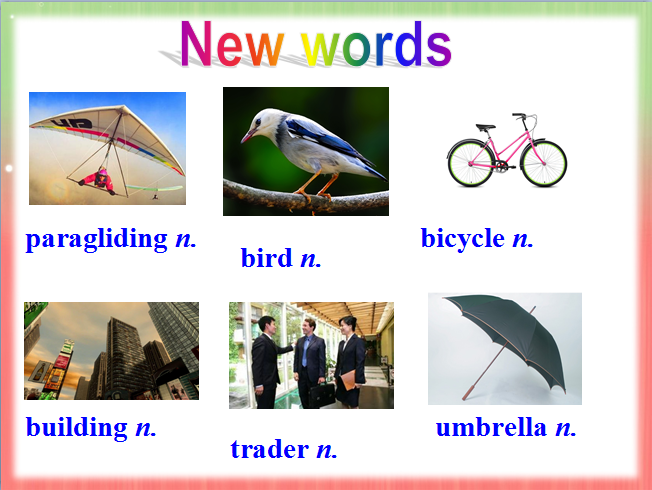 New words
paragliding n.
bird n.
bicycle n.
building n.
trader n.
umbrella n.